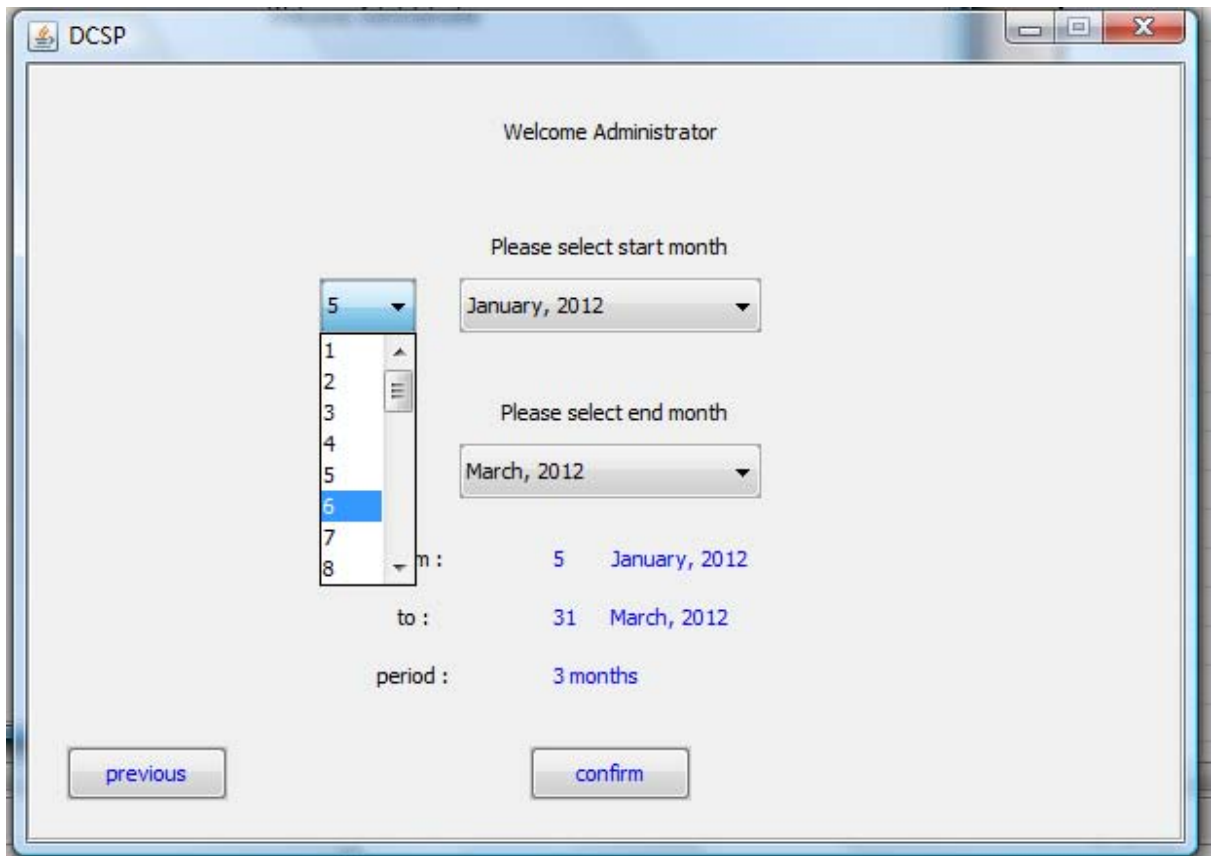 DCSP
Welcome Administrator
Please select start month
5 January, 2012
1
2
3
4
5
6
7
8
Please select end month
March, 2012
m : 5 January, 2012
to : 31 March, 2012
period : 3 months
previous confirm